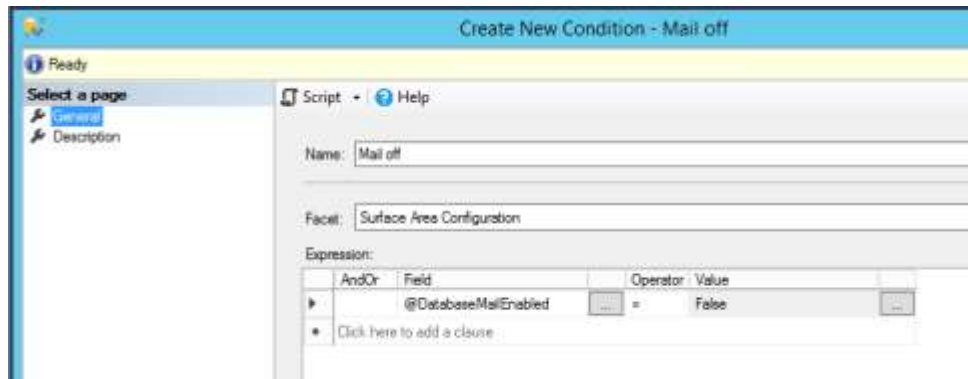 Create New Condition - Mail off
Ready
Select a page
General
Description
Script Help
Name: Mail off
Facet: Surface Area Configuration
Expression:
AndOr Field Operator Value
@DatabaseMailEnabled ... = False ...
Click here to add a clause